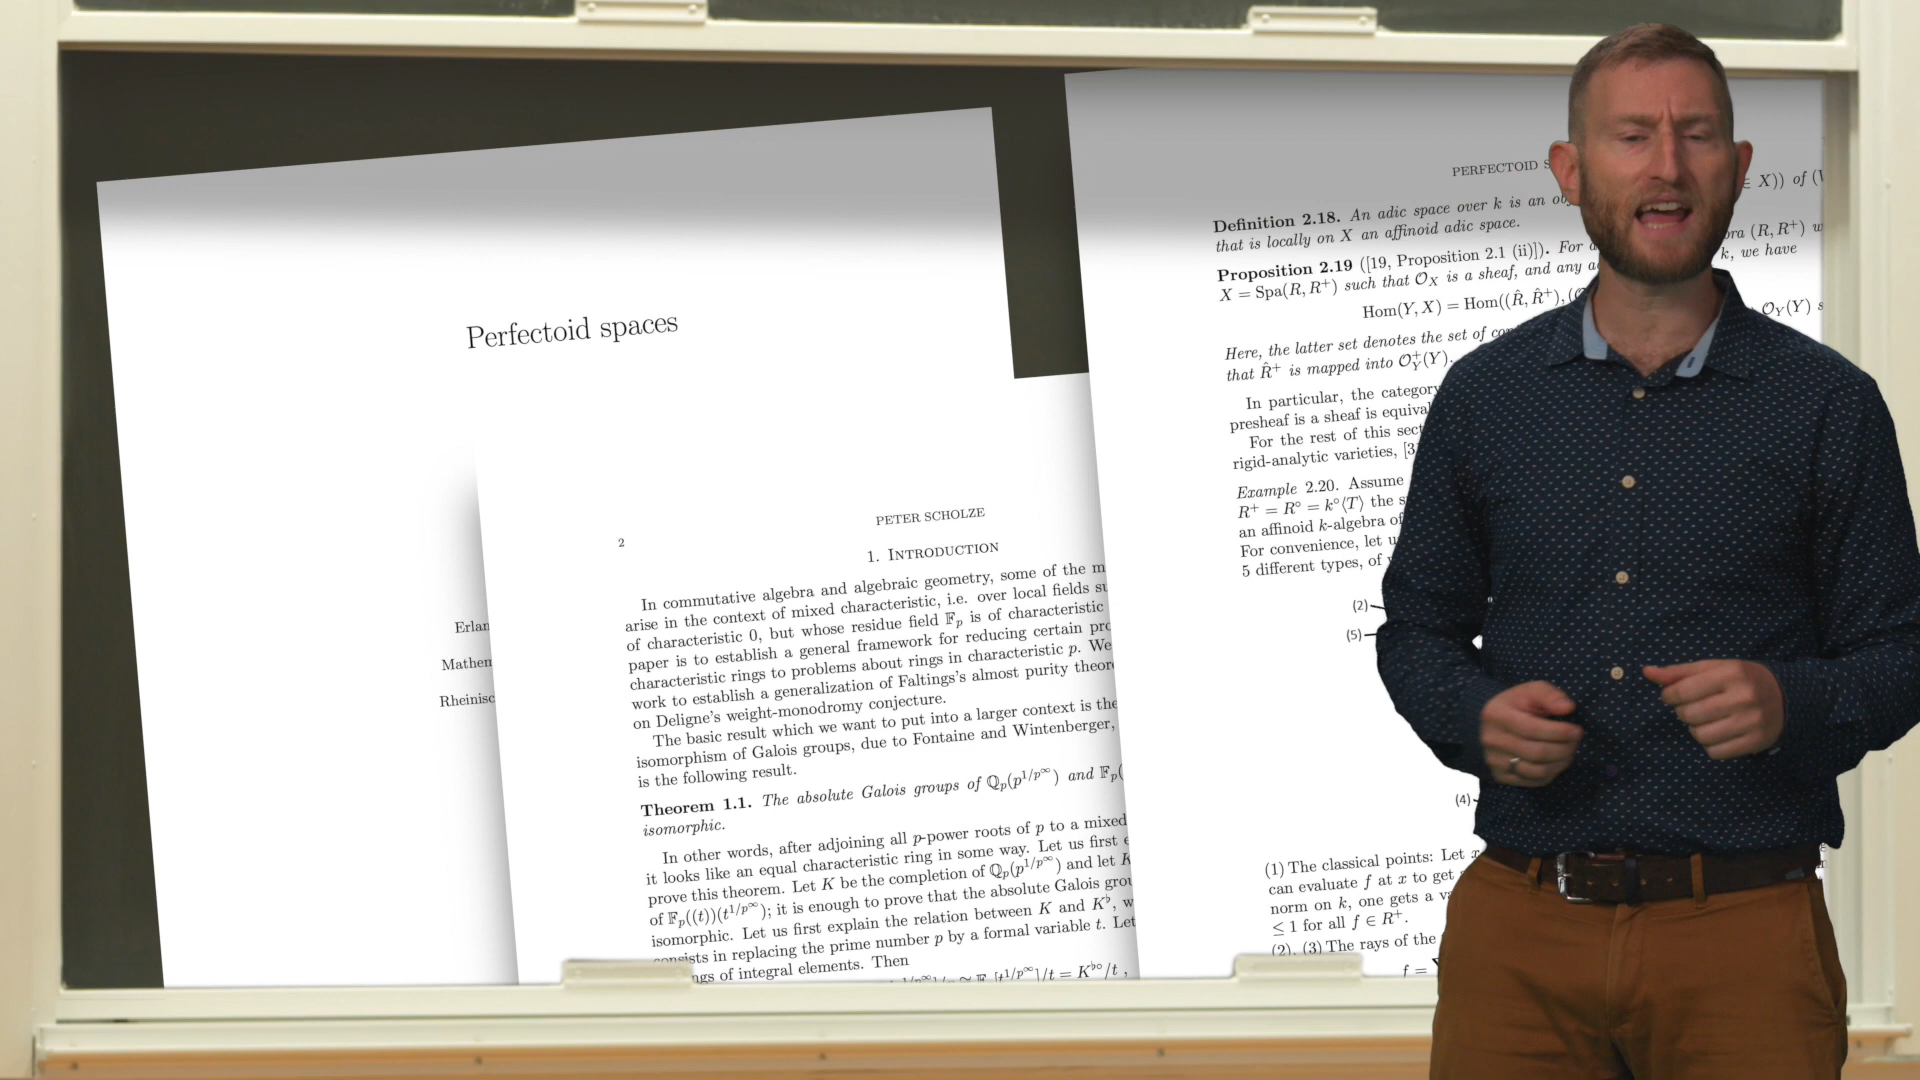 Perfectoid spaces
Erlan
Mathem
Rheinisc
PETER SCHOLZE
2
1. INTRODUCTION
In commutative algebra and algebraic geometry, some of the m
arise in the context of mixed characteristic, i.e. over local fields su
of characteristic 0, but whose residue field 𝔽ₚ is of characteristic
paper is to establish a general framework for reducing certain pro
characteristic rings to problems about rings in characteristic p. We
work to establish a generalization of Faltings's almost purity theor
on Deligne's weight-monodromy conjecture.
The basic result which we want to put into a larger context is the
isomorphism of Galois groups, due to Fontaine and Wintenberger,
is the following result.
Theorem 1.1. The absolute Galois groups of ℚₚ(p^{1/p^∞}) and 𝔽ₚ(
isomorphic.
In other words, after adjoining all p-power roots of p to a mixed
it looks like an equal characteristic ring in some way. Let us first e
prove this theorem. Let K be the completion of ℚₚ(p^{1/p^∞}) and let K
of 𝔽ₚ((t))(t^{1/p^∞}); it is enough to prove that the absolute Galois grou
isomorphic. Let us first explain the relation between K and K^♭, w
consists in replacing the prime number p by a formal variable t. Let
ngs of integral elements. Then
[t^{1/p^∞}]/t = K^{♭∘}/t ,
PERFECTOID S
∈ X)) of (
Definition 2.18. An adic space over k is an ob
that is locally on X an affinoid adic space.
Proposition 2.19 ([19, Proposition 2.1 (ii)]). For a
ora (R, R⁺) w
X = Spa(R, R⁺) such that 𝒪_X is a sheaf, and any a
k, we have
Hom(Y, X) = Hom((R̂, R̂⁺), (
𝒪_Y(Y) s
Here, the latter set denotes the set of con
that R̂⁺ is mapped into 𝒪⁺_Y(Y).
In particular, the category
presheaf is a sheaf is equiva
For the rest of this sect
rigid-analytic varieties, [3
Example 2.20. Assume
R⁺ = R° = k°⟨T⟩ the s
an affinoid k-algebra of
For convenience, let u
5 different types, of
(2)
(5)
(4)
(1) The classical points: Let x
can evaluate f at x to get
norm on k, one gets a va
≤ 1 for all f ∈ R⁺.
(2), (3) The rays of the
f =